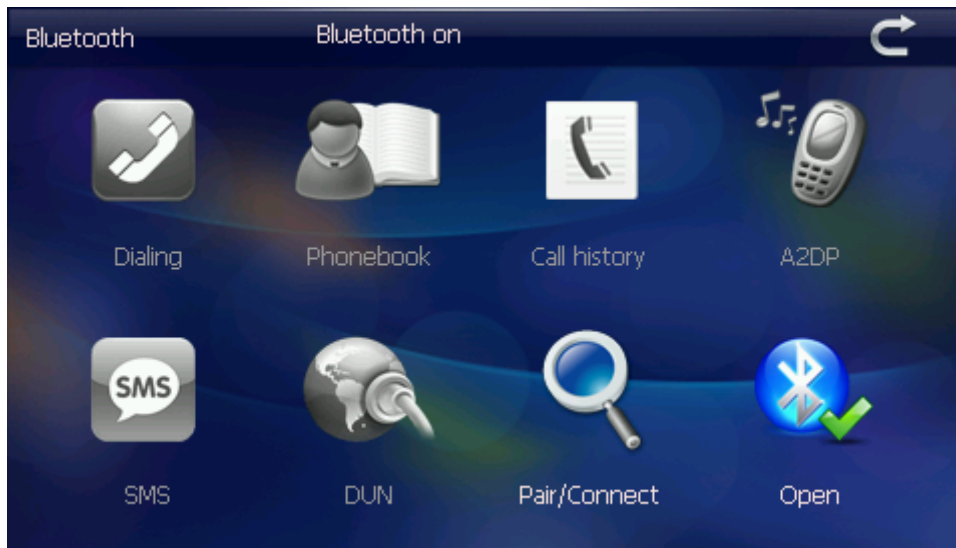 Bluetooth
Bluetooth on
Dialing
Phonebook
Call history
A2DP
SMS
SMS
DUN
Pair/Connect
Open